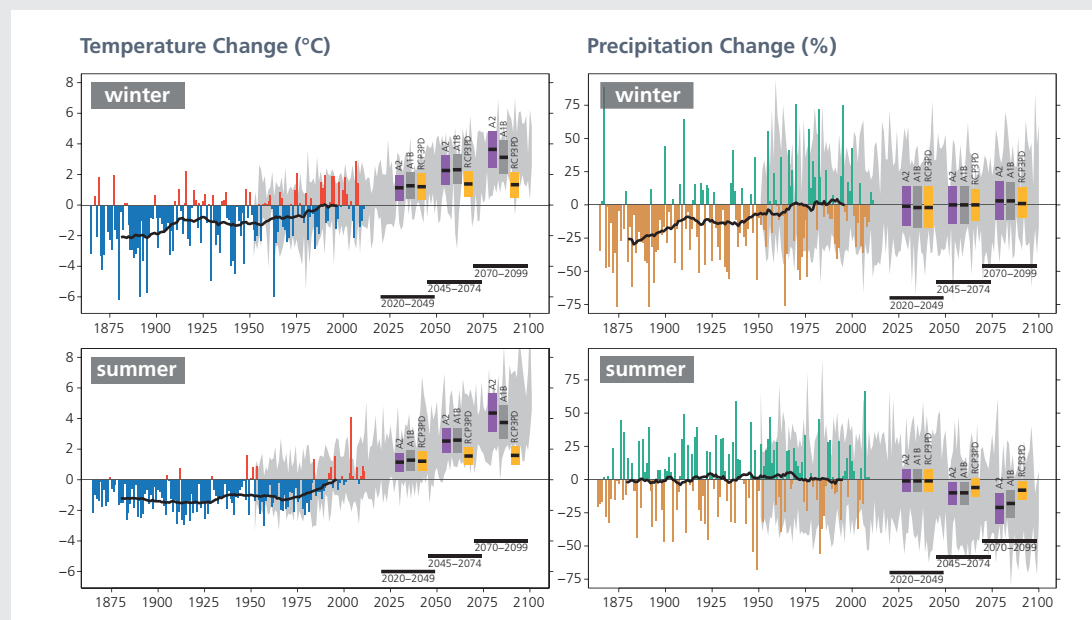 Temperature Change (°C)
Precipitation Change (%)
winter
8
6
4
2
0
−2
−4
−6
A2
A1B
RCP3PD
A2
A1B
RCP3PD
A2
A1B
RCP3PD
2020–2049
2045–2074
2070–2099
1875 1900 1925 1950 1975 2000 2025 2050 2075 2100
winter
75
50
25
0
−25
−50
−75
A2
A1B
RCP3PD
A2
A1B
RCP3PD
A2
A1B
RCP3PD
2020–2049
2045–2074
2070–2099
1875 1900 1925 1950 1975 2000 2025 2050 2075 2100
summer
8
6
4
2
0
−2
−4
−6
A2
A1B
RCP3PD
A2
A1B
RCP3PD
A2
A1B
RCP3PD
2020–2049
2045–2074
2070–2099
1875 1900 1925 1950 1975 2000 2025 2050 2075 2100
summer
75
50
25
0
−25
−50
−75
A2
A1B
RCP3PD
A2
A1B
RCP3PD
A2
A1B
RCP3PD
2020–2049
2045–2074
2070–2099
1875 1900 1925 1950 1975 2000 2025 2050 2075 2100